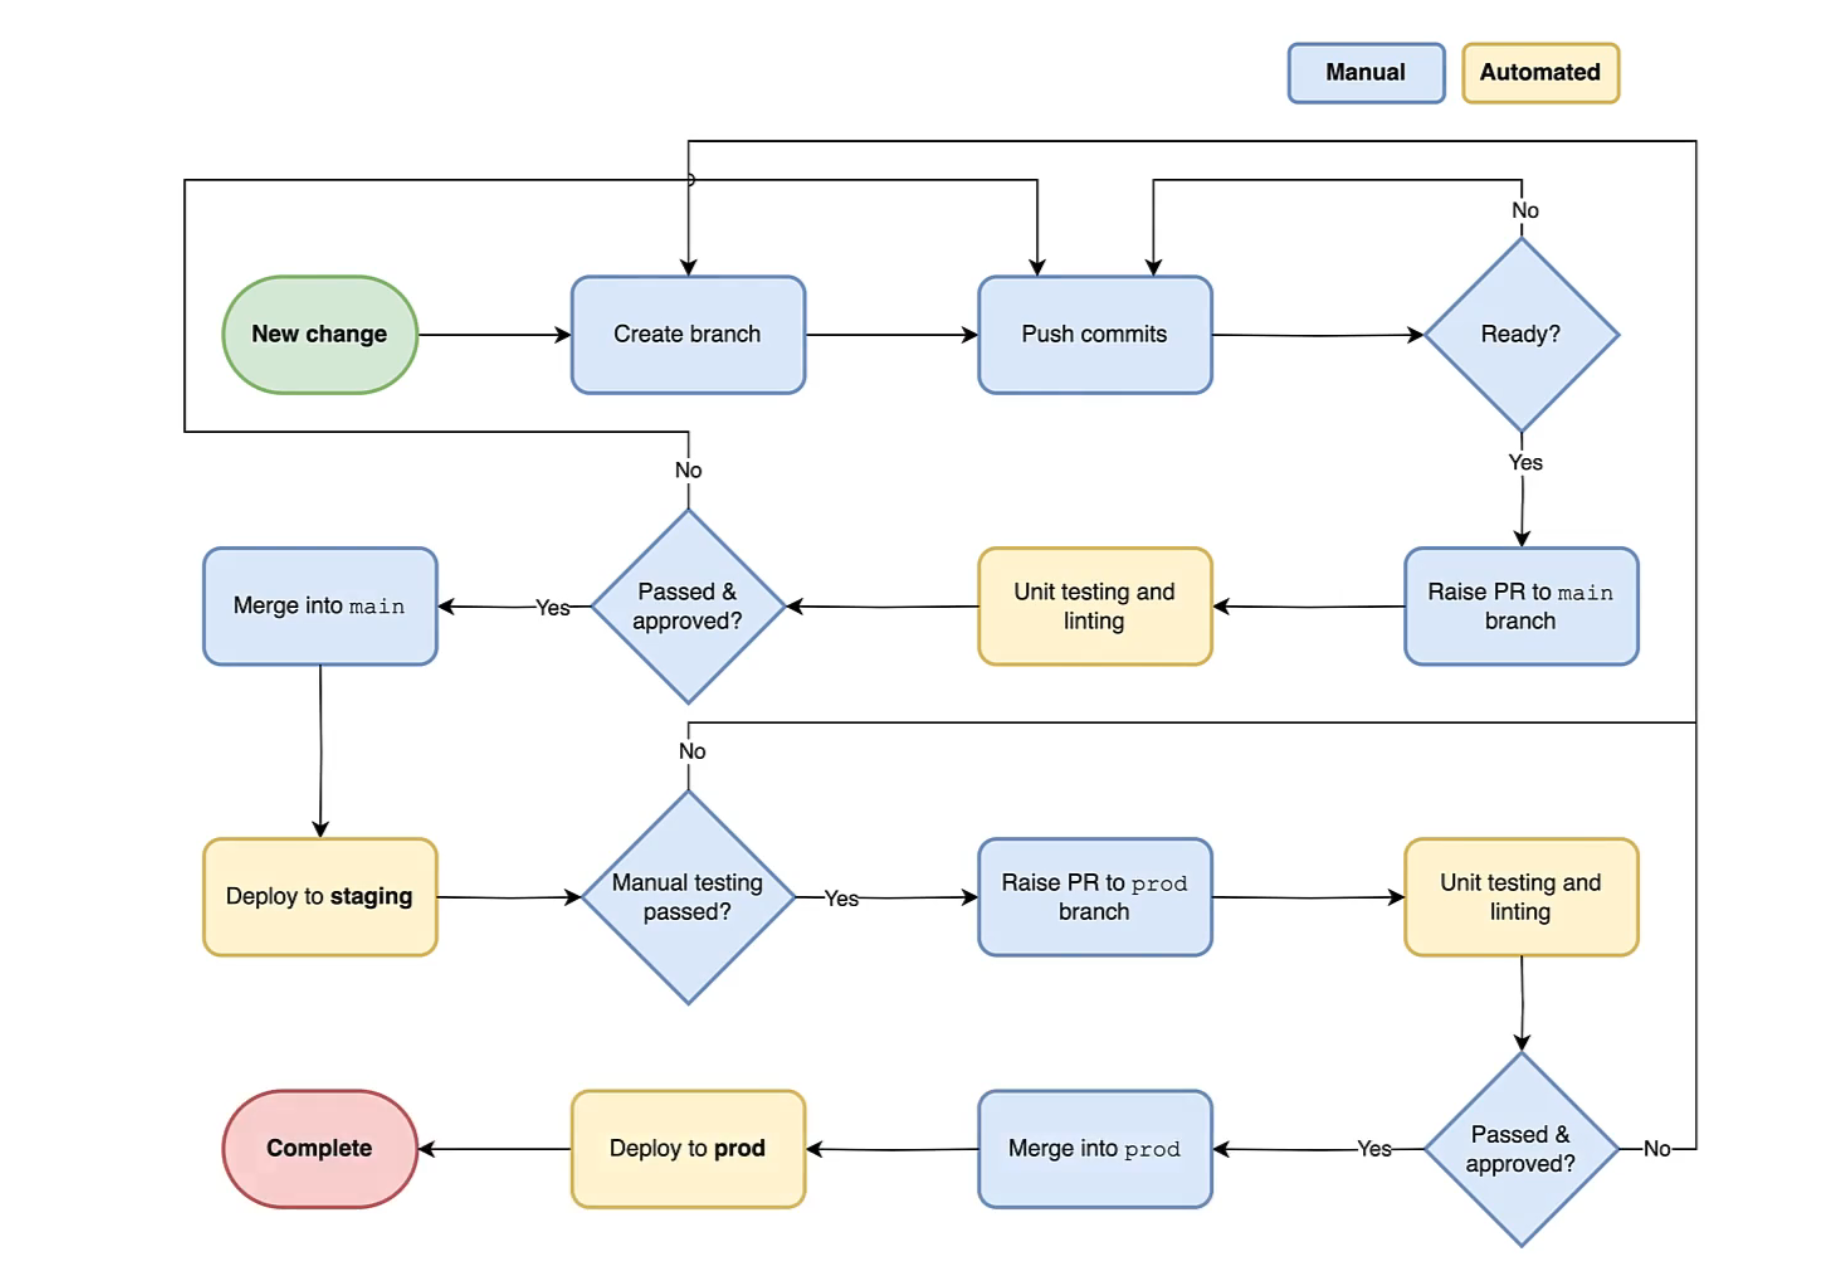 Manual
Automated
No
New change
Create branch
Push commits
Ready?
No
Yes
Merge into main
Yes
Passed &
approved?
Unit testing and
linting
Raise PR to main
branch
No
Deploy to staging
Manual testing
passed?
Yes
Raise PR to prod
branch
Unit testing and
linting
Complete
Deploy to prod
Merge into prod
Yes
Passed &
approved?
No